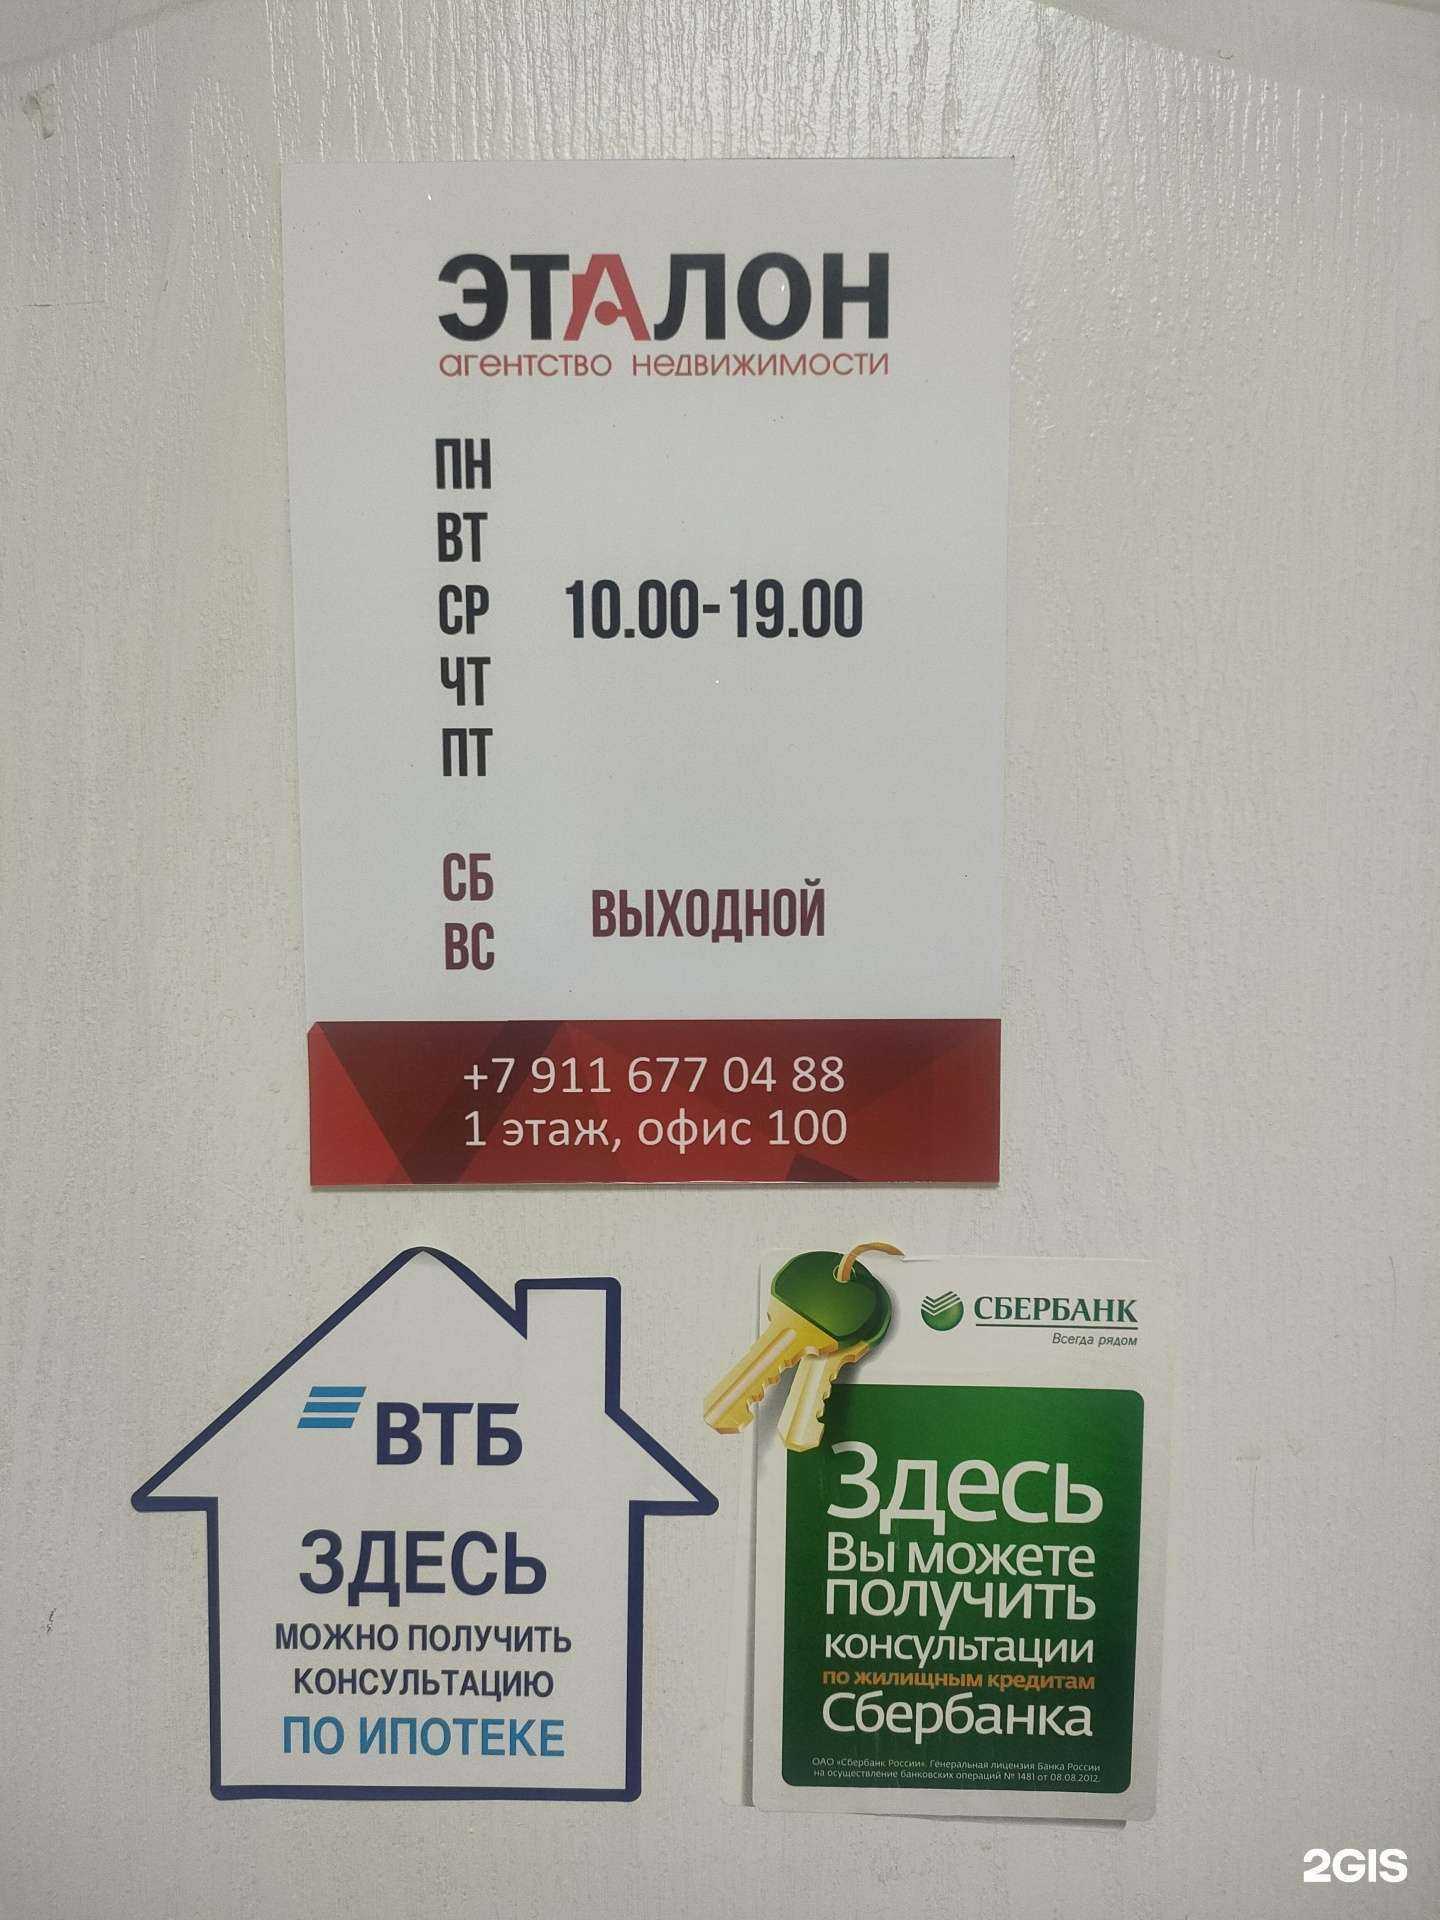 ЭТАЛОН
агентство недвижимости
ПН
ВТ
СР 10.00-19.00
ЧТ
ПТ
СБ
ВЫХОДНОЙ
ВС
+7 911 677 04 88
1 этаж, офис 100
ВТБ
ЗДЕСЬ
МОЖНО ПОЛУЧИТЬ
КОНСУЛЬТАЦИЮ
ПО ИПОТЕКЕ
СБЕРБАНК
Всегда рядом
Здесь
Вы можете
получить
консультации
по жилищным кредитам
Сбербанка
ОАО «Сбербанк России». Генеральная лицензия Банка России
на осуществление банковских операций № 1481 от 08.08.2012.
2GIS